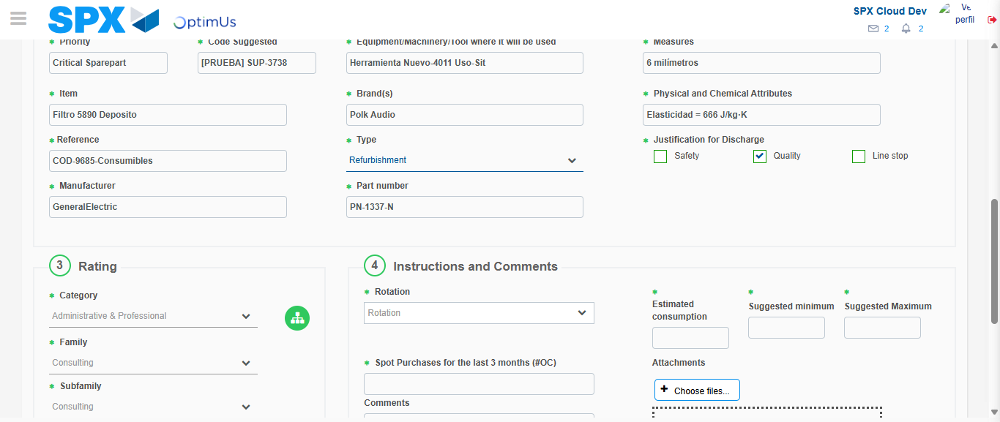 SPX
OptimUs
SPX Cloud Dev
2
2
Ve
perfil
Priority
Code Suggested
Equipment/Machinery/Tool where it will be used
Measures
Critical Sparepart
[PRUEBA] SUP-3738
Herramienta Nuevo-4011 Uso-Sit
6 milímetros
Item
Brand(s)
Physical and Chemical Attributes
Filtro 5890 Deposito
Polk Audio
Elasticidad = 666 J/kg·K
Reference
Type
Justification for Discharge
COD-9685-Consumibles
Refurbishment
Safety
Quality
Line stop
Manufacturer
Part number
GeneralElectric
PN-1337-N
3 Rating
4 Instructions and Comments
Category
Administrative & Professional
Family
Consulting
Subfamily
Consulting
Rotation
Rotation
Estimated
consumption
Suggested minimum
Suggested Maximum
Spot Purchases for the last 3 months (#OC)
Attachments
+ Choose files...
Comments